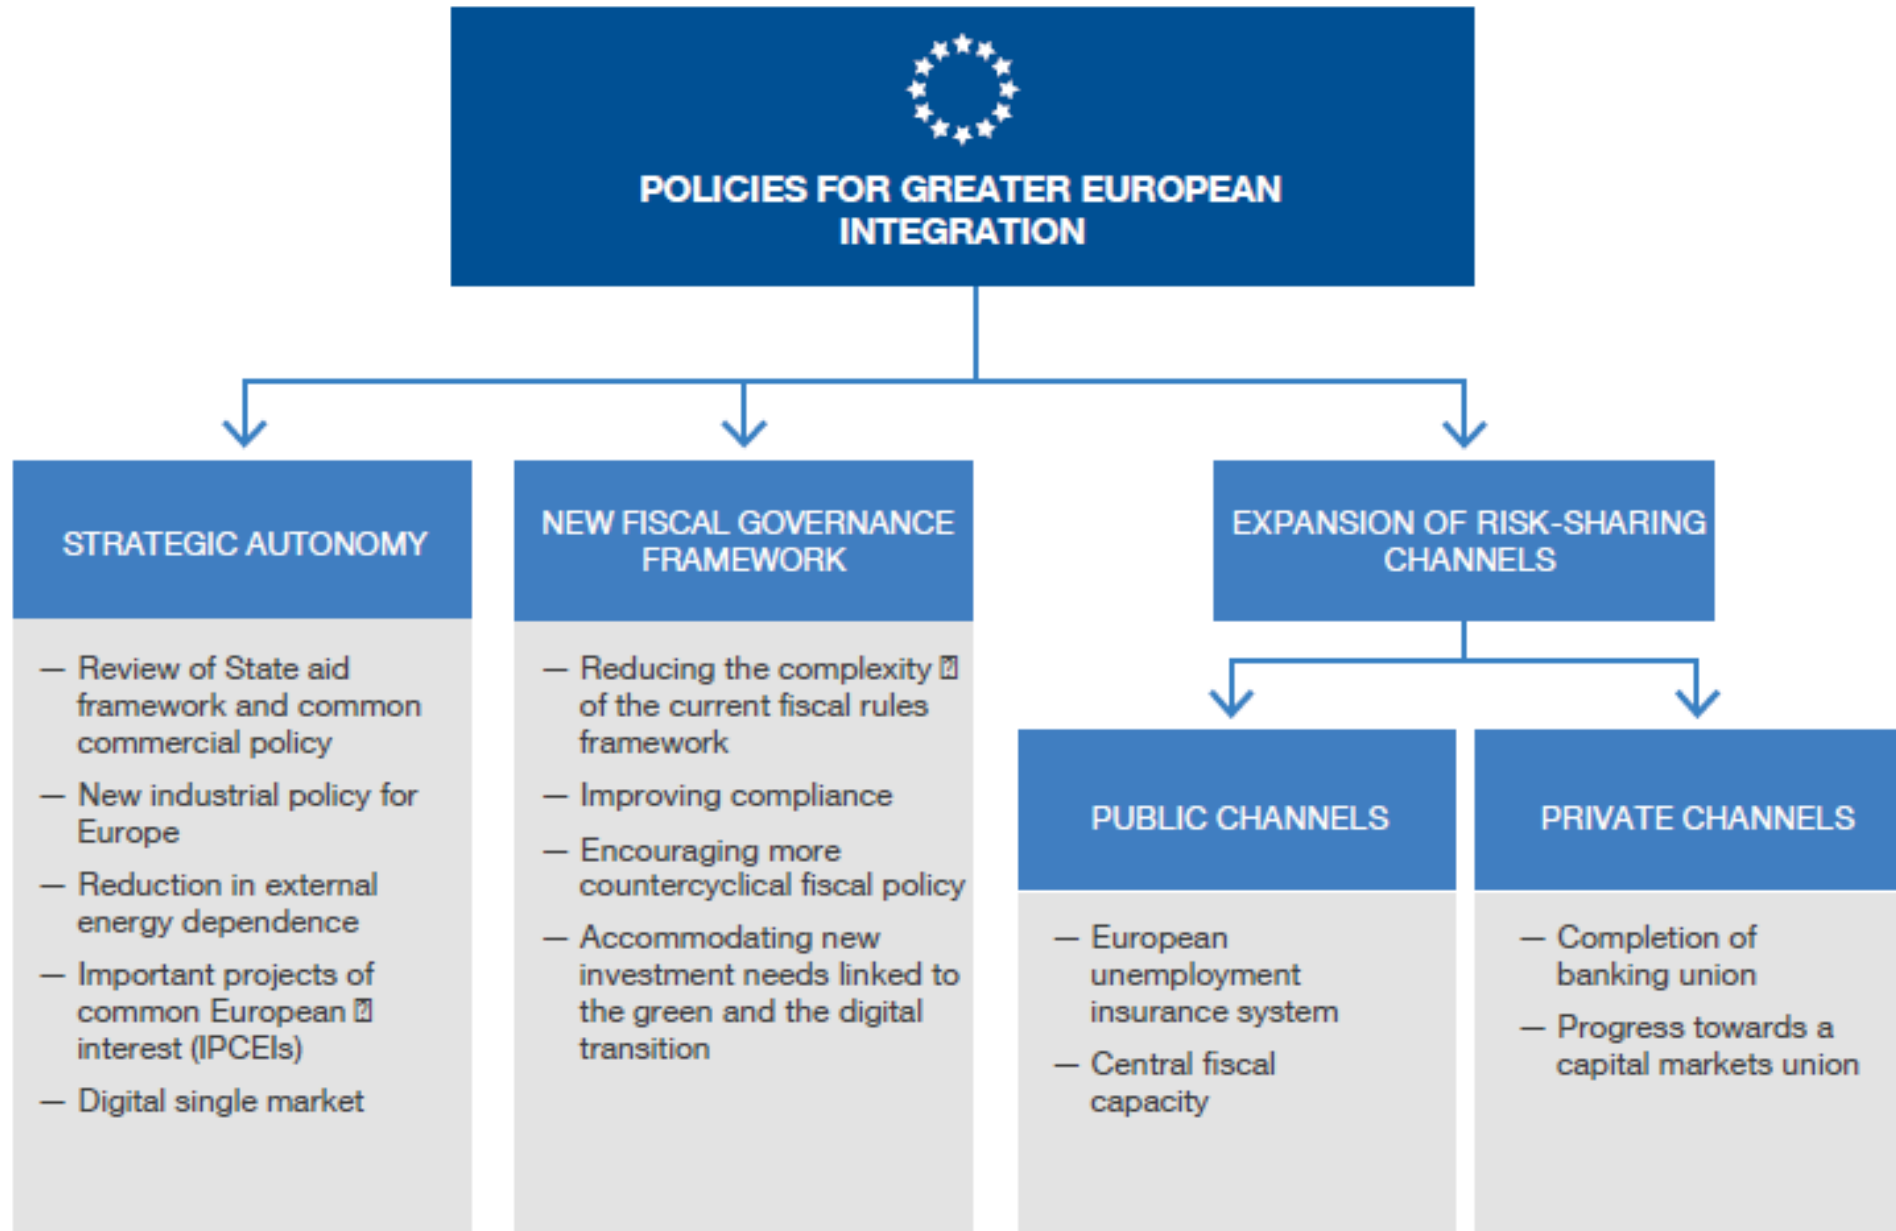 POLICIES FOR GREATER EUROPEAN
INTEGRATION
STRATEGIC AUTONOMY
— Review of State aid
framework and common
commercial policy
— New industrial policy for
Europe
— Reduction in external
energy dependence
— Important projects of
common European
interest (IPCEIs)
— Digital single market
NEW FISCAL GOVERNANCE
FRAMEWORK
— Reducing the complexity
of the current fiscal rules
framework
— Improving compliance
— Encouraging more
countercyclical fiscal policy
— Accommodating new
investment needs linked to
the green and the digital
transition
EXPANSION OF RISK-SHARING
CHANNELS
PUBLIC CHANNELS
— European
unemployment
insurance system
— Central fiscal
capacity
PRIVATE CHANNELS
— Completion of
banking union
— Progress towards a
capital markets union